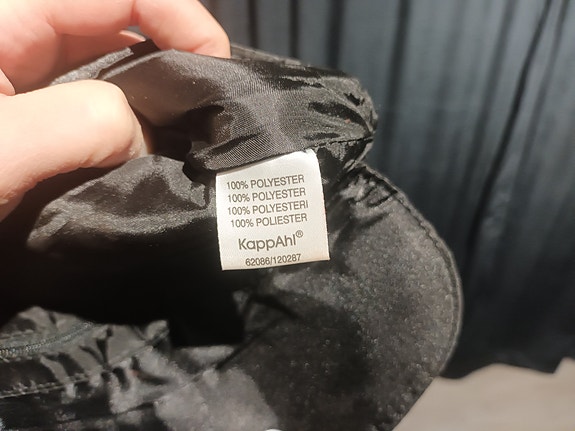 100% POLYESTER
100% POLYESTER
100% POLYESTERI
100% POLIESTER
KappAhl®
62086/120287